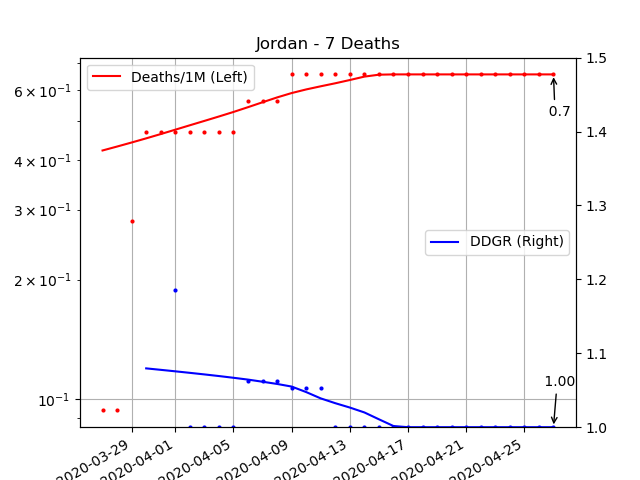 Jordan - 7 Deaths
Deaths/1M (Left)
DDGR (Right)
0.7
1.00
6 × 10⁻¹
4 × 10⁻¹
3 × 10⁻¹
2 × 10⁻¹
10⁻¹
1.5
1.4
1.3
1.2
1.1
1.0
2020-03-29
2020-04-01
2020-04-05
2020-04-09
2020-04-13
2020-04-17
2020-04-21
2020-04-25